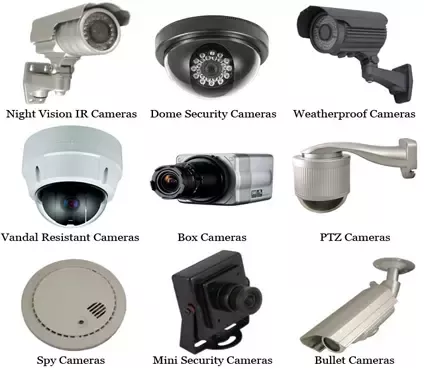 Night Vision IR Cameras
Dome Security Cameras
Weatherproof Cameras
Vandal Resistant Cameras
Box Cameras
PTZ Cameras
Spy Cameras
Mini Security Cameras
Bullet Cameras